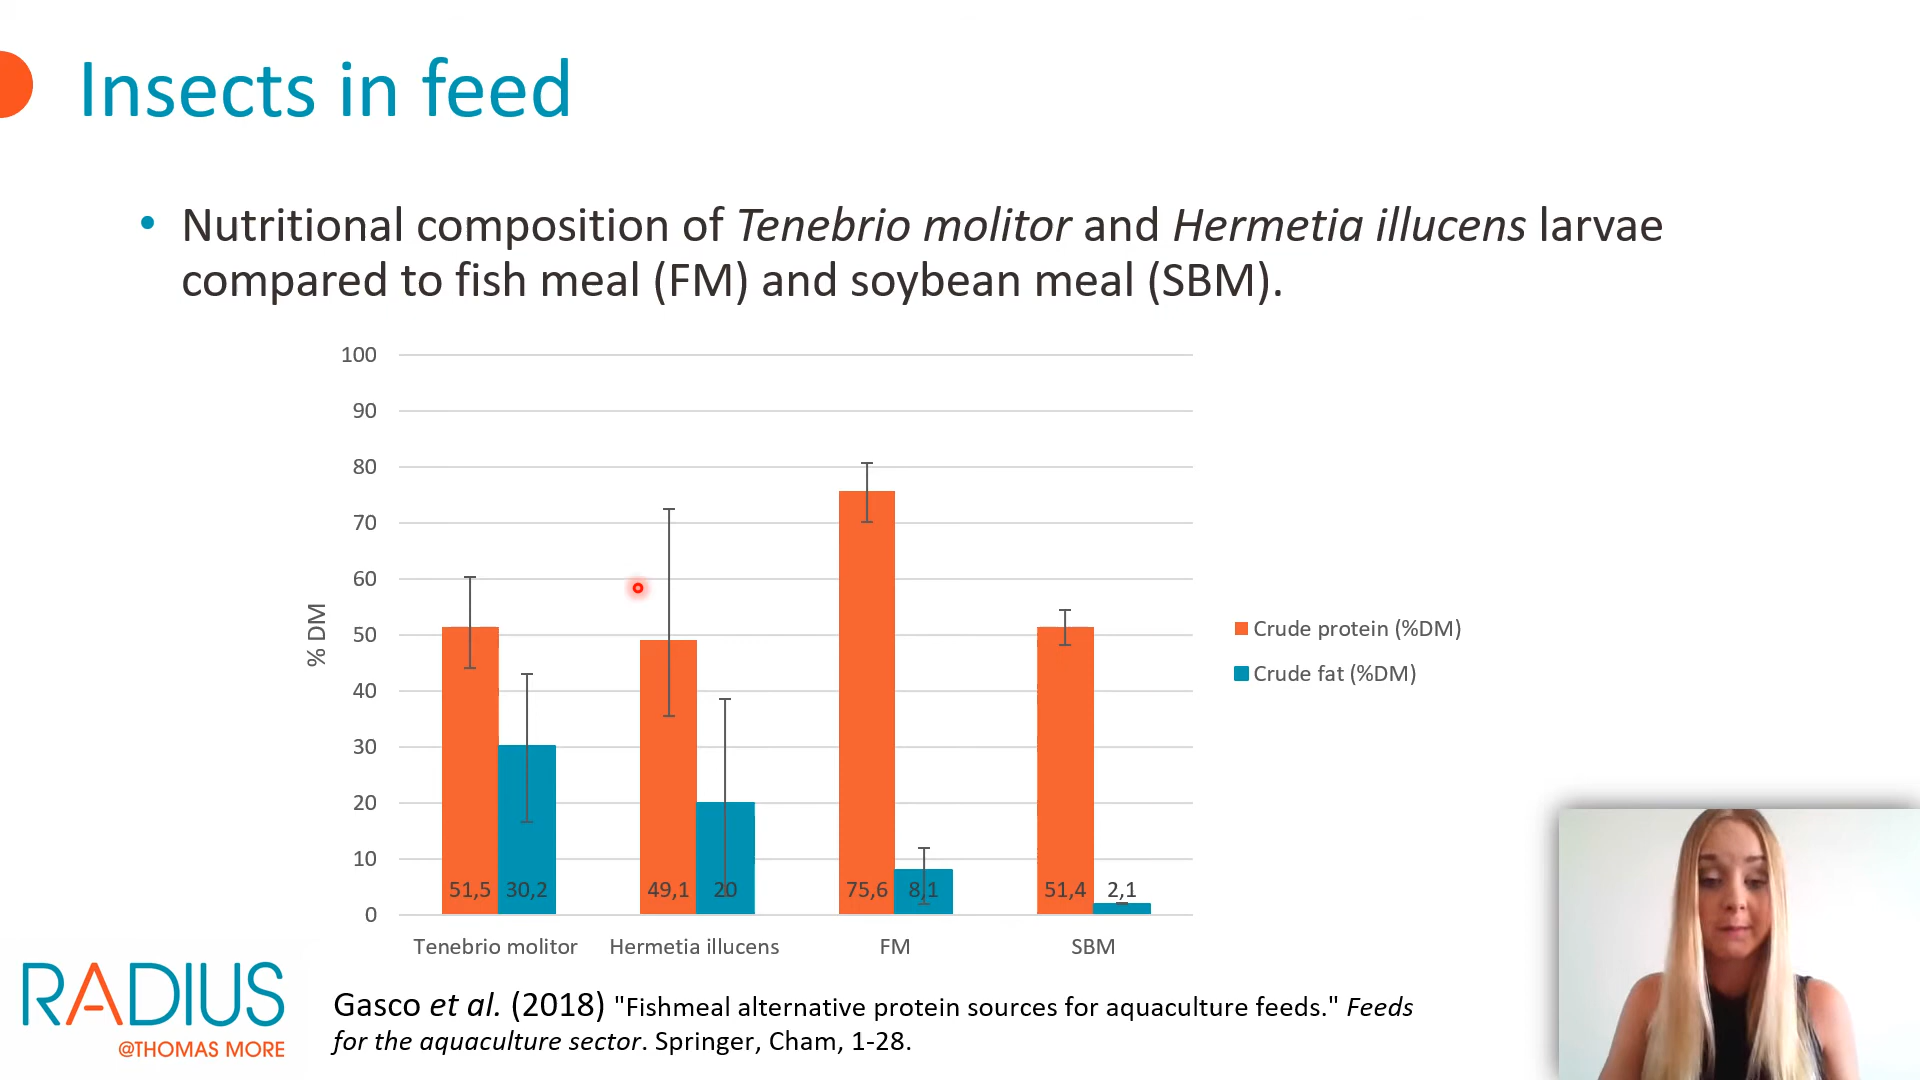 Insects in feed
• Nutritional composition of Tenebrio molitor and Hermetia illucens larvae
compared to fish meal (FM) and soybean meal (SBM).
100
90
80
70
60
50
40
30
20
10
0
% DM
51,5 30,2 49,1 20 75,6 8,1 51,4 2,1
Tenebrio molitor Hermetia illucens FM SBM
Crude protein (%DM)
Crude fat (%DM)
RADIUS
@THOMAS MORE
Gasco et al. (2018) "Fishmeal alternative protein sources for aquaculture feeds." Feeds
for the aquaculture sector. Springer, Cham, 1-28.